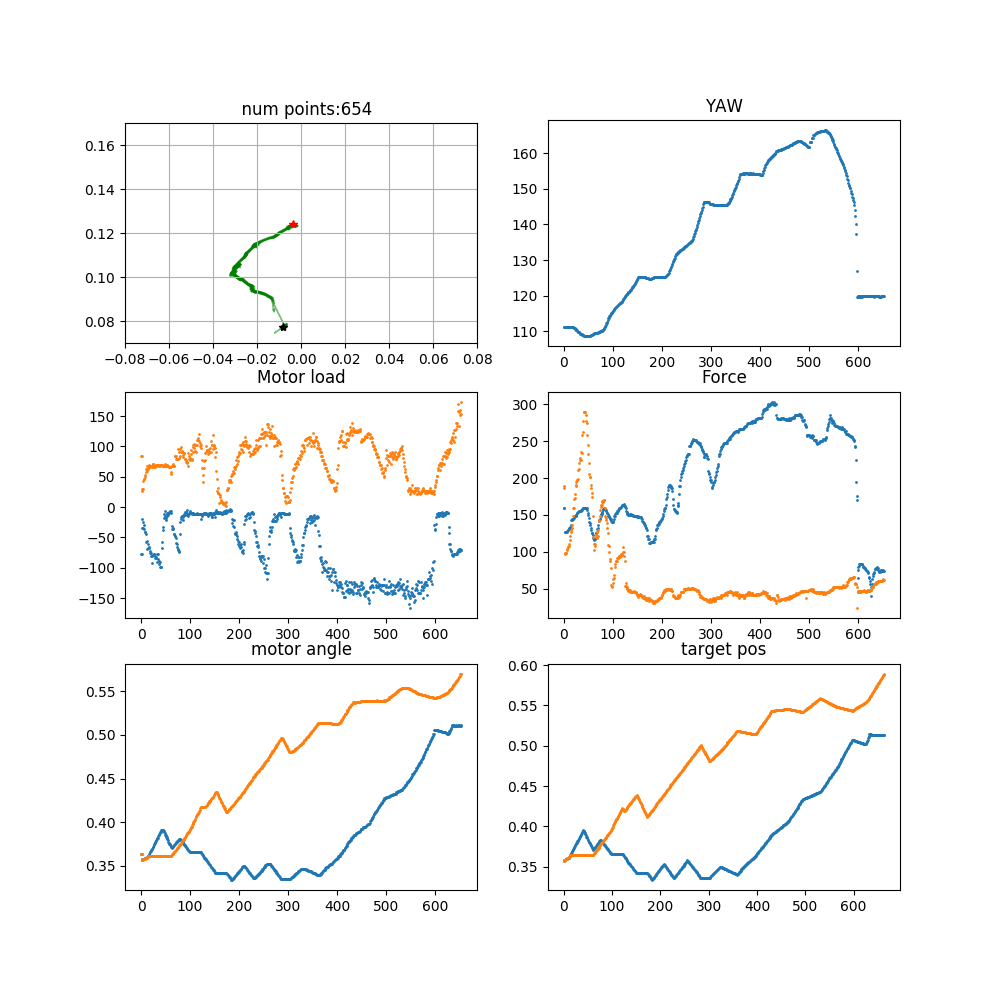 num points:654
YAW
0.16
0.14
0.12
0.10
0.08
−0.08 −0.06 −0.04 −0.02 0.00 0.02 0.04 0.06 0.08
160
150
140
130
120
110
0 100 200 300 400 500 600
Motor load
Force
150
100
50
0
−50
−100
−150
0 100 200 300 400 500 600
300
250
200
150
100
50
0 100 200 300 400 500 600
motor angle
target pos
0.55
0.50
0.45
0.40
0.35
0 100 200 300 400 500 600
0.60
0.55
0.50
0.45
0.40
0.35
0 100 200 300 400 500 600